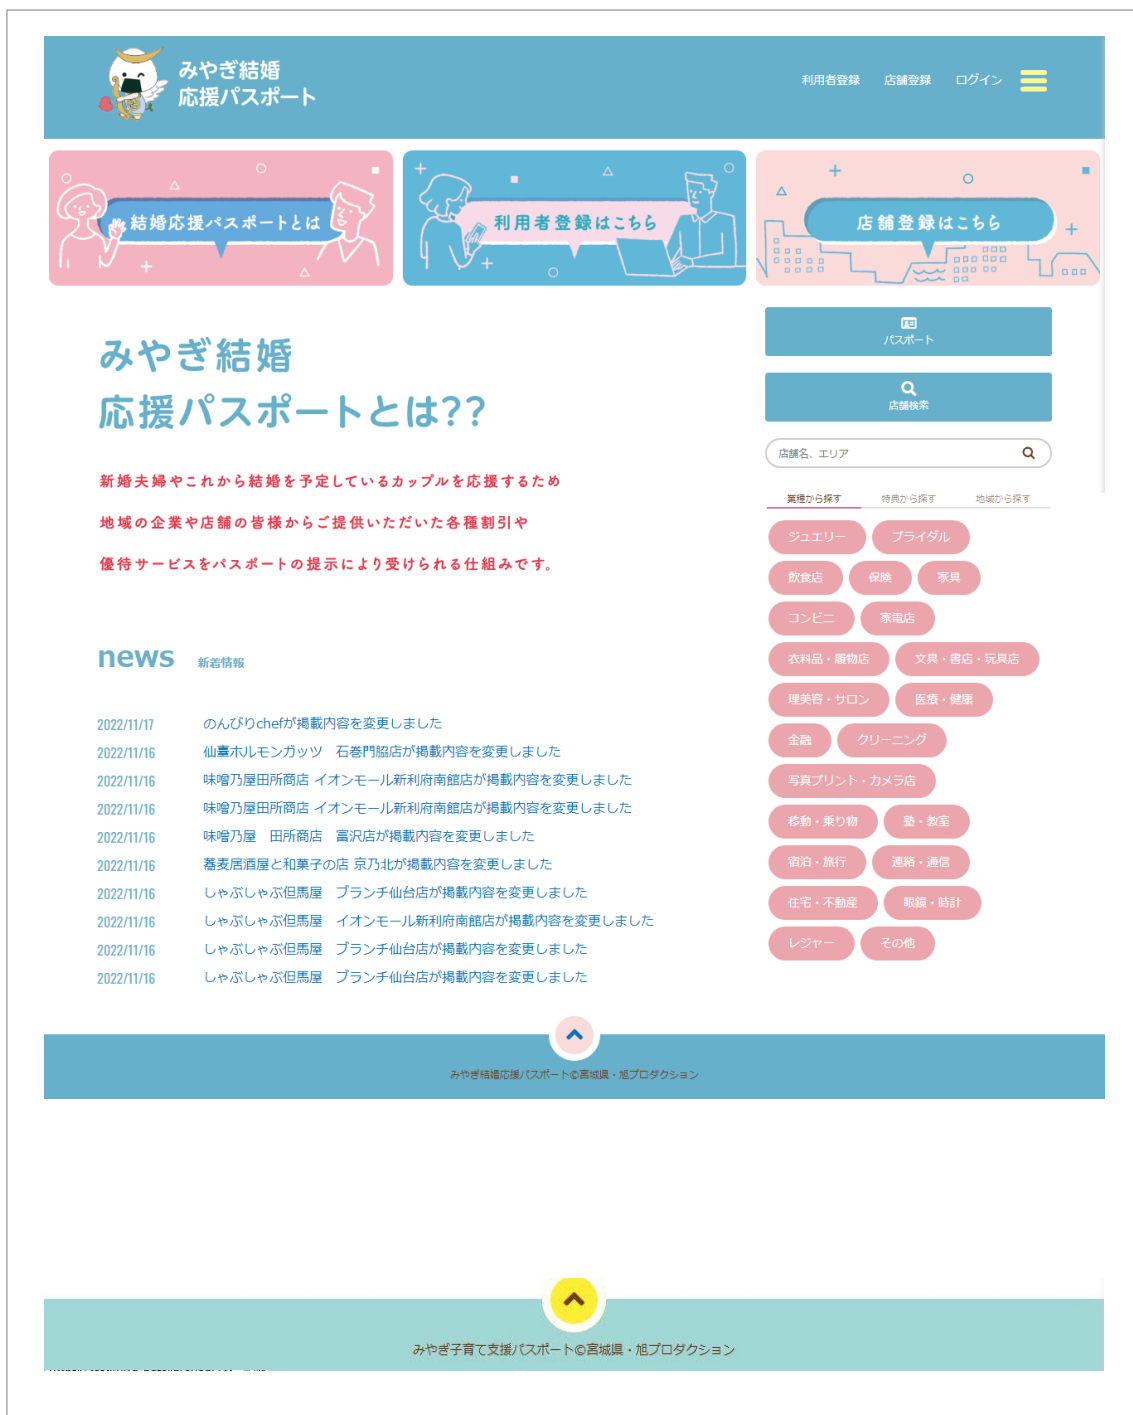 みやぎ結婚
応援パスポート
利用者登録
店舗登録
ログイン
結婚応援パスポートとは
利用者登録はこちら
店舗登録はこちら
みやぎ結婚
応援パスポートとは??
新婚夫婦やこれから結婚を予定しているカップルを応援するため
地域の企業や店舗の皆様からご提供いただいた各種割引や
優待サービスをパスポートの提示により受けられる仕組みです。
news 新着情報
2022/11/17 のんびりchefが掲載内容を変更しました
2022/11/16 仙臺ホルモンガッツ　石巻門脇店が掲載内容を変更しました
2022/11/16 味噌乃屋田所商店 イオンモール新利府南館店が掲載内容を変更しました
2022/11/16 味噌乃屋田所商店 イオンモール新利府南館店が掲載内容を変更しました
2022/11/16 味噌乃屋　田所商店　富沢店が掲載内容を変更しました
2022/11/16 蕎麦居酒屋と和菓子の店 京乃北が掲載内容を変更しました
2022/11/16 しゃぶしゃぶ但馬屋　ブランチ仙台店が掲載内容を変更しました
2022/11/16 しゃぶしゃぶ但馬屋　イオンモール新利府南館店が掲載内容を変更しました
2022/11/16 しゃぶしゃぶ但馬屋　ブランチ仙台店が掲載内容を変更しました
2022/11/16 しゃぶしゃぶ但馬屋　ブランチ仙台店が掲載内容を変更しました
パスポート
店舗検索
店舗名、エリア
業種から探す 特典から探す 地域から探す
ジュエリー ブライダル
飲食店 保険 家具
コンビニ 家電店
衣料品・履物店 文具・書店・玩具店
理美容・サロン 医療・健康
金融 クリーニング
写真プリント・カメラ店
移動・乗り物 塾・教室
宿泊・旅行 連絡・通信
住宅・不動産 眼鏡・時計
レジャー その他
みやぎ結婚応援パスポート©宮城県・旭プロダクション
みやぎ子育て支援パスポート©宮城県・旭プロダクション